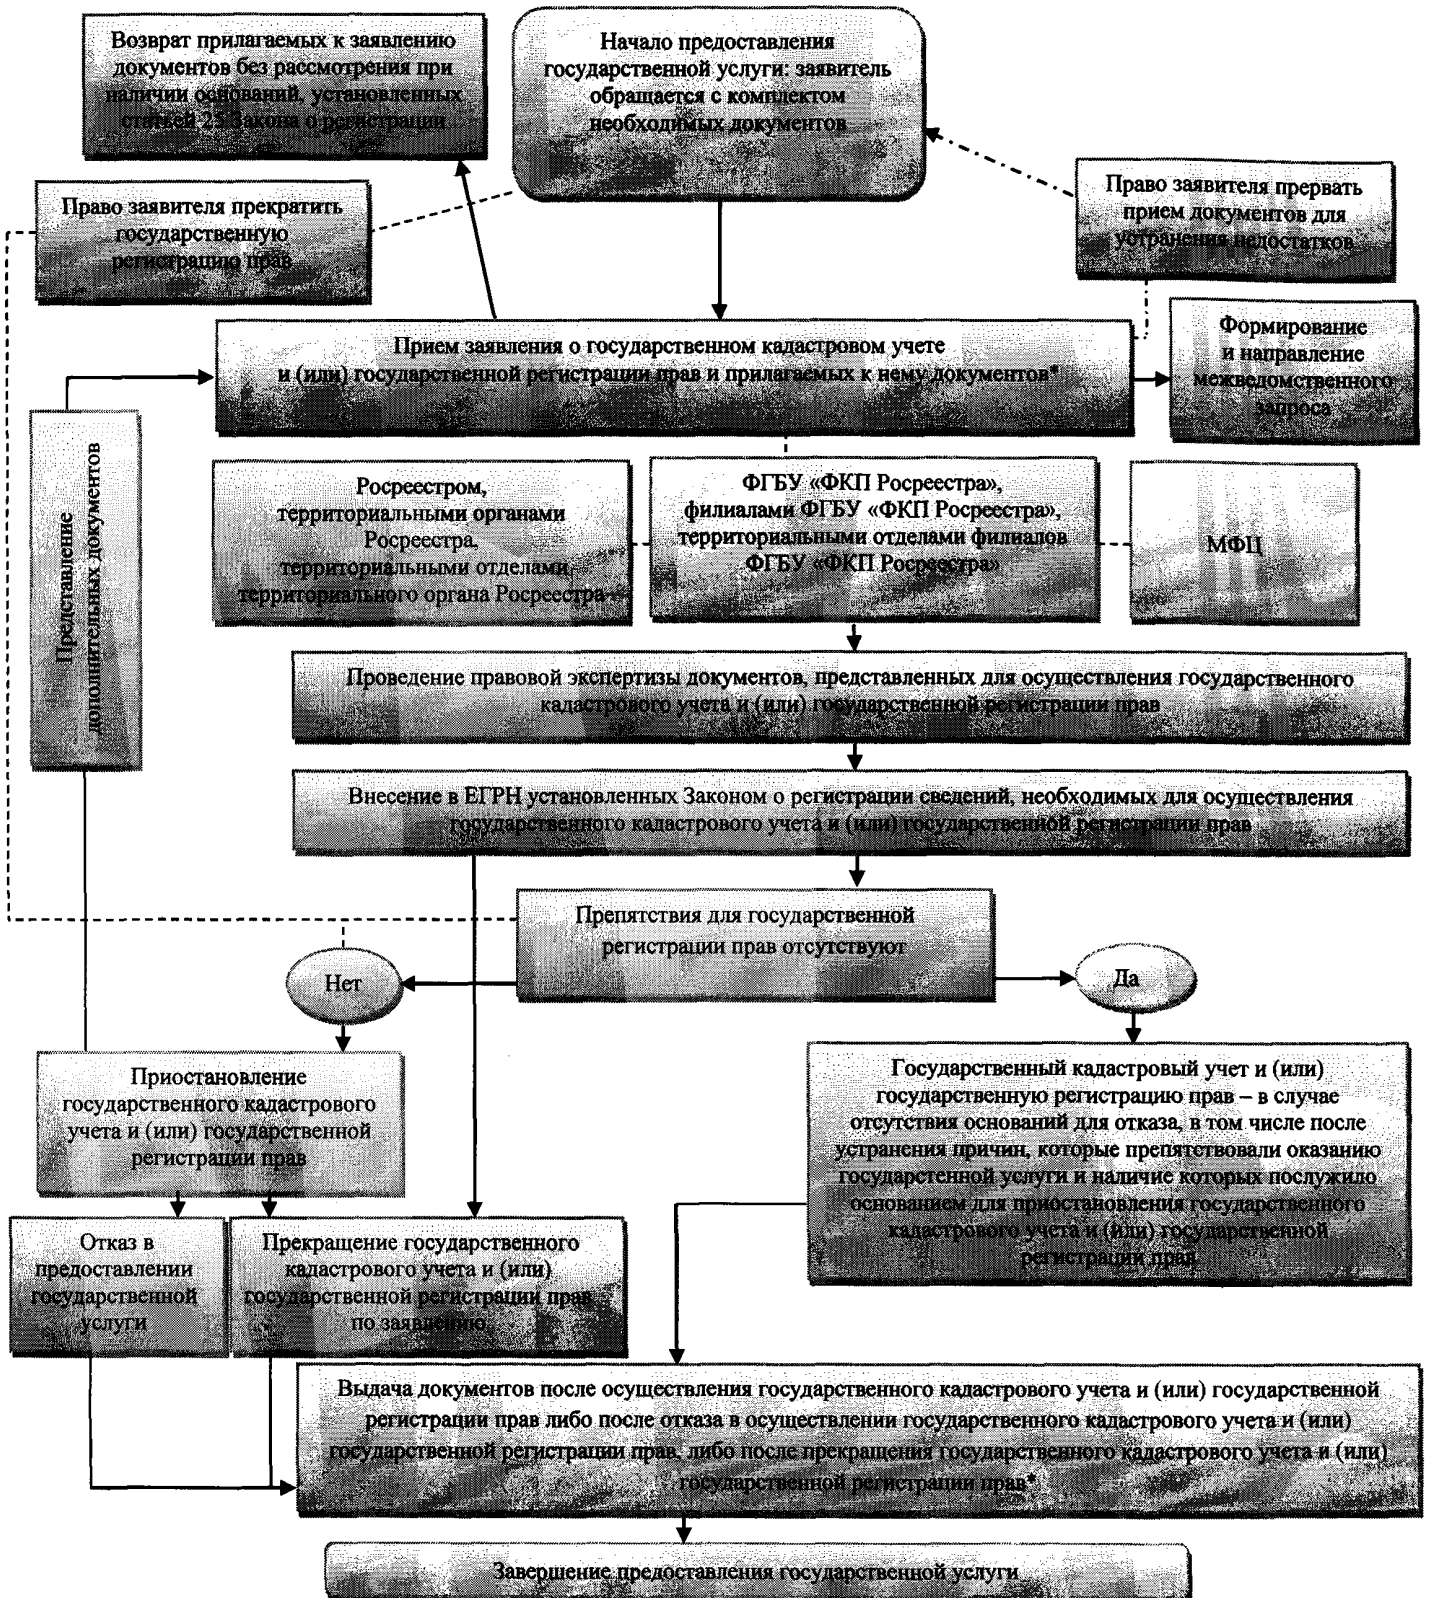 Возврат прилагаемых к заявлению
документов без рассмотрения при
наличии оснований, установленных
статьей 25 Закона о регистрации
Начало предоставления
государственной услуги: заявитель
обращается с комплектом
необходимых документов
Право заявителя прекратить
государственную
регистрацию прав
Право заявителя прервать
прием документов для
устранения недостатков
Прием заявления о государственном кадастровом учете
и (или) государственной регистрации прав и прилагаемых к нему документов*
Формирование
и направление
межведомственного
запроса
Представление
дополнительных документов
Росреестром,
территориальными органами
Росреестра,
территориальными отделами
территориального органа Росреестра
ФГБУ «ФКП Росреестра»,
филиалами ФГБУ «ФКП Росреестра»,
территориальными отделами филиалов
ФГБУ «ФКП Росреестра»
МФЦ
Проведение правовой экспертизы документов, представленных для осуществления государственного
кадастрового учета и (или) государственной регистрации прав
Внесение в ЕГРН установленных Законом о регистрации сведений, необходимых для осуществления
государственного кадастрового учета и (или) государственной регистрации прав
Препятствия для государственной
регистрации прав отсутствуют
Нет
Да
Приостановление
государственного кадастрового
учета и (или) государственной
регистрации прав
Государственный кадастровый учет и (или)
государственную регистрацию прав – в случае
отсутствия оснований для отказа, в том числе после
устранения причин, которые препятствовали оказанию
государстенной услуги и наличие которых послужило
основанием для приостановления государственного
кадастрового учета и (или) государственной
регистрации прав
Отказ в
предоставлении
государственной
услуги
Прекращение государственного
кадастрового учета и (или)
государственной регистрации прав
по заявлению
Выдача документов после осуществления государственного кадастрового учета и (или) государственной
регистрации прав либо после отказа в осуществлении государственного кадастрового учета и (или)
государственной регистрации прав, либо после прекращения государственного кадастрового учета и (или)
государственной регистрации прав*
Завершение предоставления государственной услуги